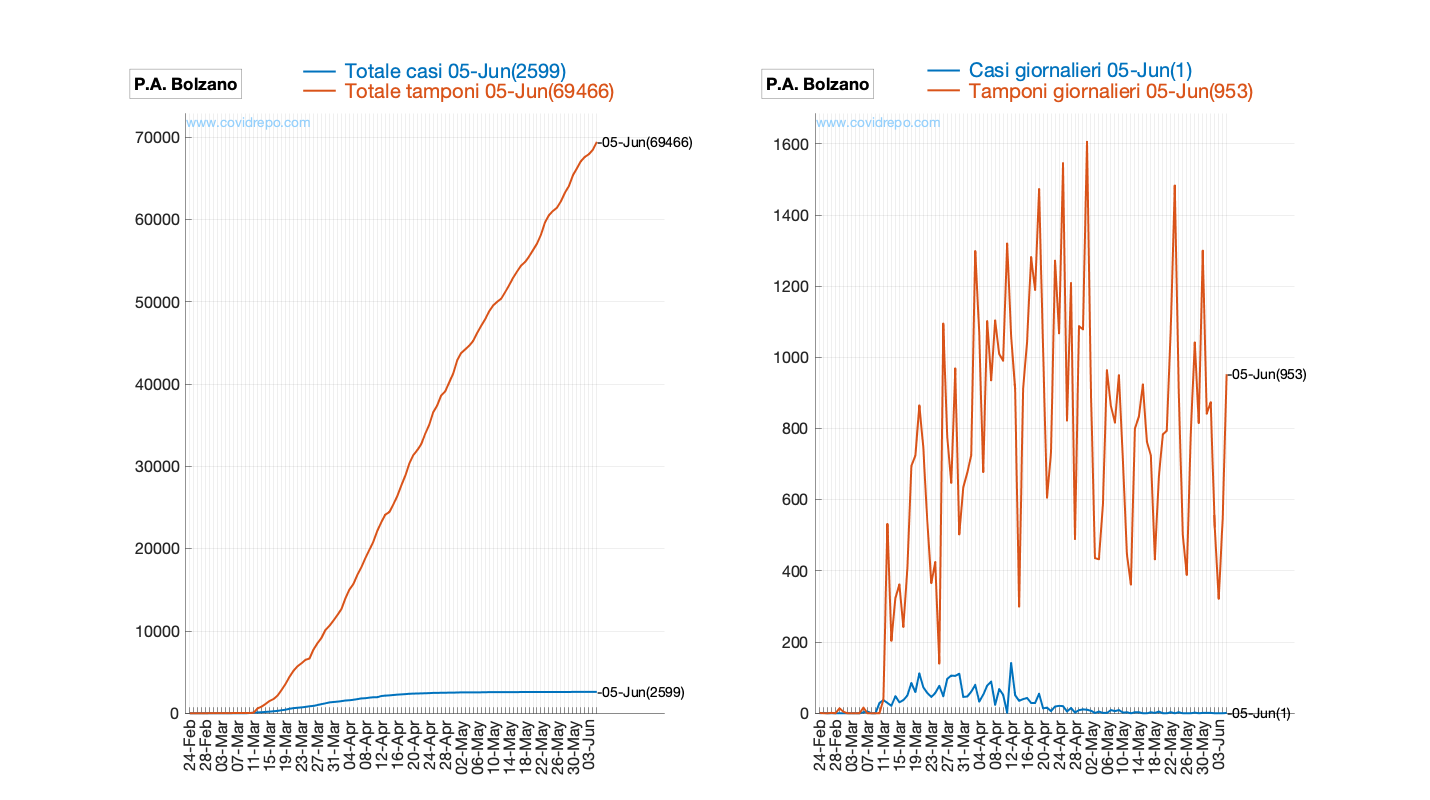 P.A. Bolzano
Totale casi 05-Jun(2599)
Totale tamponi 05-Jun(69466)
www.covidrepo.com
70000
60000
50000
40000
30000
20000
10000
0
-05-Jun(69466)
-05-Jun(2599)
24-Feb
28-Feb
03-Mar
07-Mar
11-Mar
15-Mar
19-Mar
23-Mar
27-Mar
31-Mar
04-Apr
08-Apr
12-Apr
16-Apr
20-Apr
24-Apr
28-Apr
02-May
06-May
10-May
14-May
18-May
22-May
26-May
30-May
03-Jun
P.A. Bolzano
Casi giornalieri 05-Jun(1)
Tamponi giornalieri 05-Jun(953)
www.covidrepo.com
1600
1400
1200
1000
800
600
400
200
0
-05-Jun(953)
-05-Jun(1)
24-Feb
28-Feb
03-Mar
07-Mar
11-Mar
15-Mar
19-Mar
23-Mar
27-Mar
31-Mar
04-Apr
08-Apr
12-Apr
16-Apr
20-Apr
24-Apr
28-Apr
02-May
06-May
10-May
14-May
18-May
22-May
26-May
30-May
03-Jun